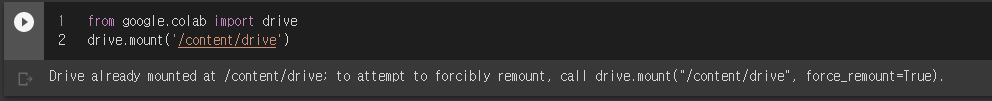 1 from google.colab import drive
2 drive.mount('/content/drive')
Drive already mounted at /content/drive; to attempt to forcibly remount, call drive.mount("/content/drive", force_remount=True).